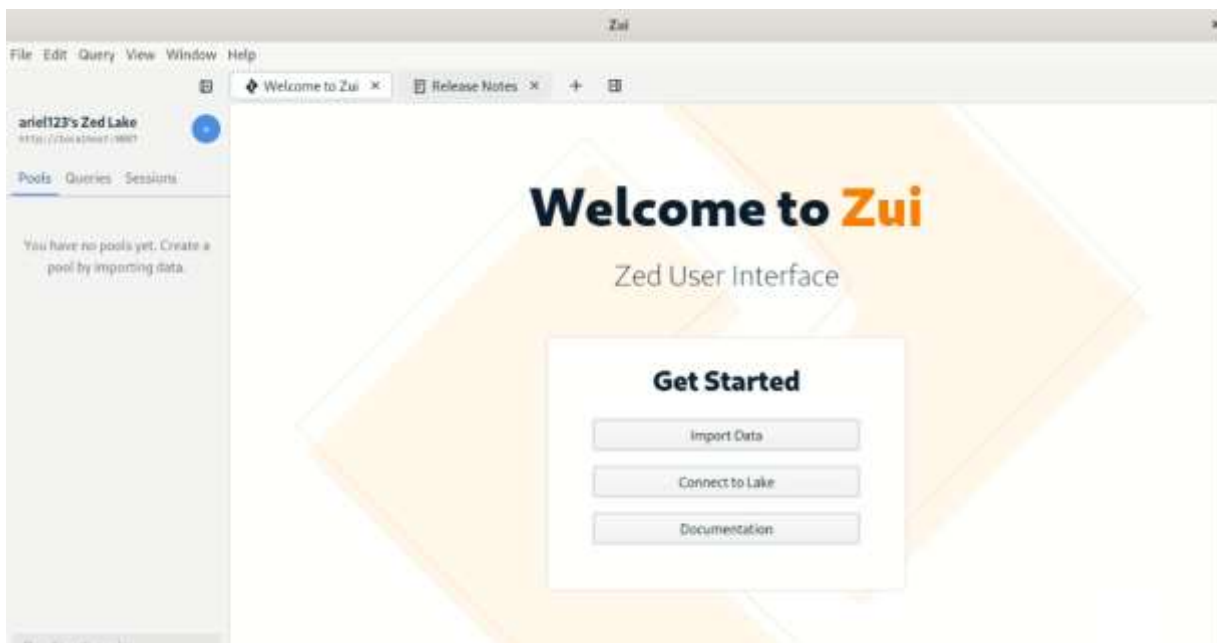 Zui
File Edit Query View Window Help
Welcome to Zui × Release Notes × +
ariel123's Zed Lake
Pools Queries Sessions
You have no pools yet. Create a
pool by importing data.
Welcome to Zui
Zed User Interface
Get Started
Import Data
Connect to Lake
Documentation